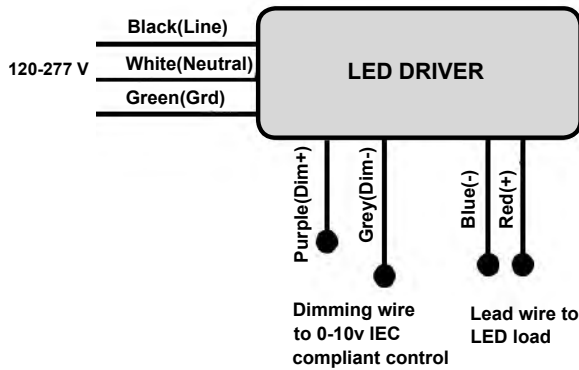 Black(Line)
120-277 V
White(Neutral)
Green(Grd)
LED DRIVER
Purple(Dim+)
Grey(Dim-)
Blue(-)
Red(+)
Dimming wire
to 0-10v IEC
compliant control
Lead wire to
LED load